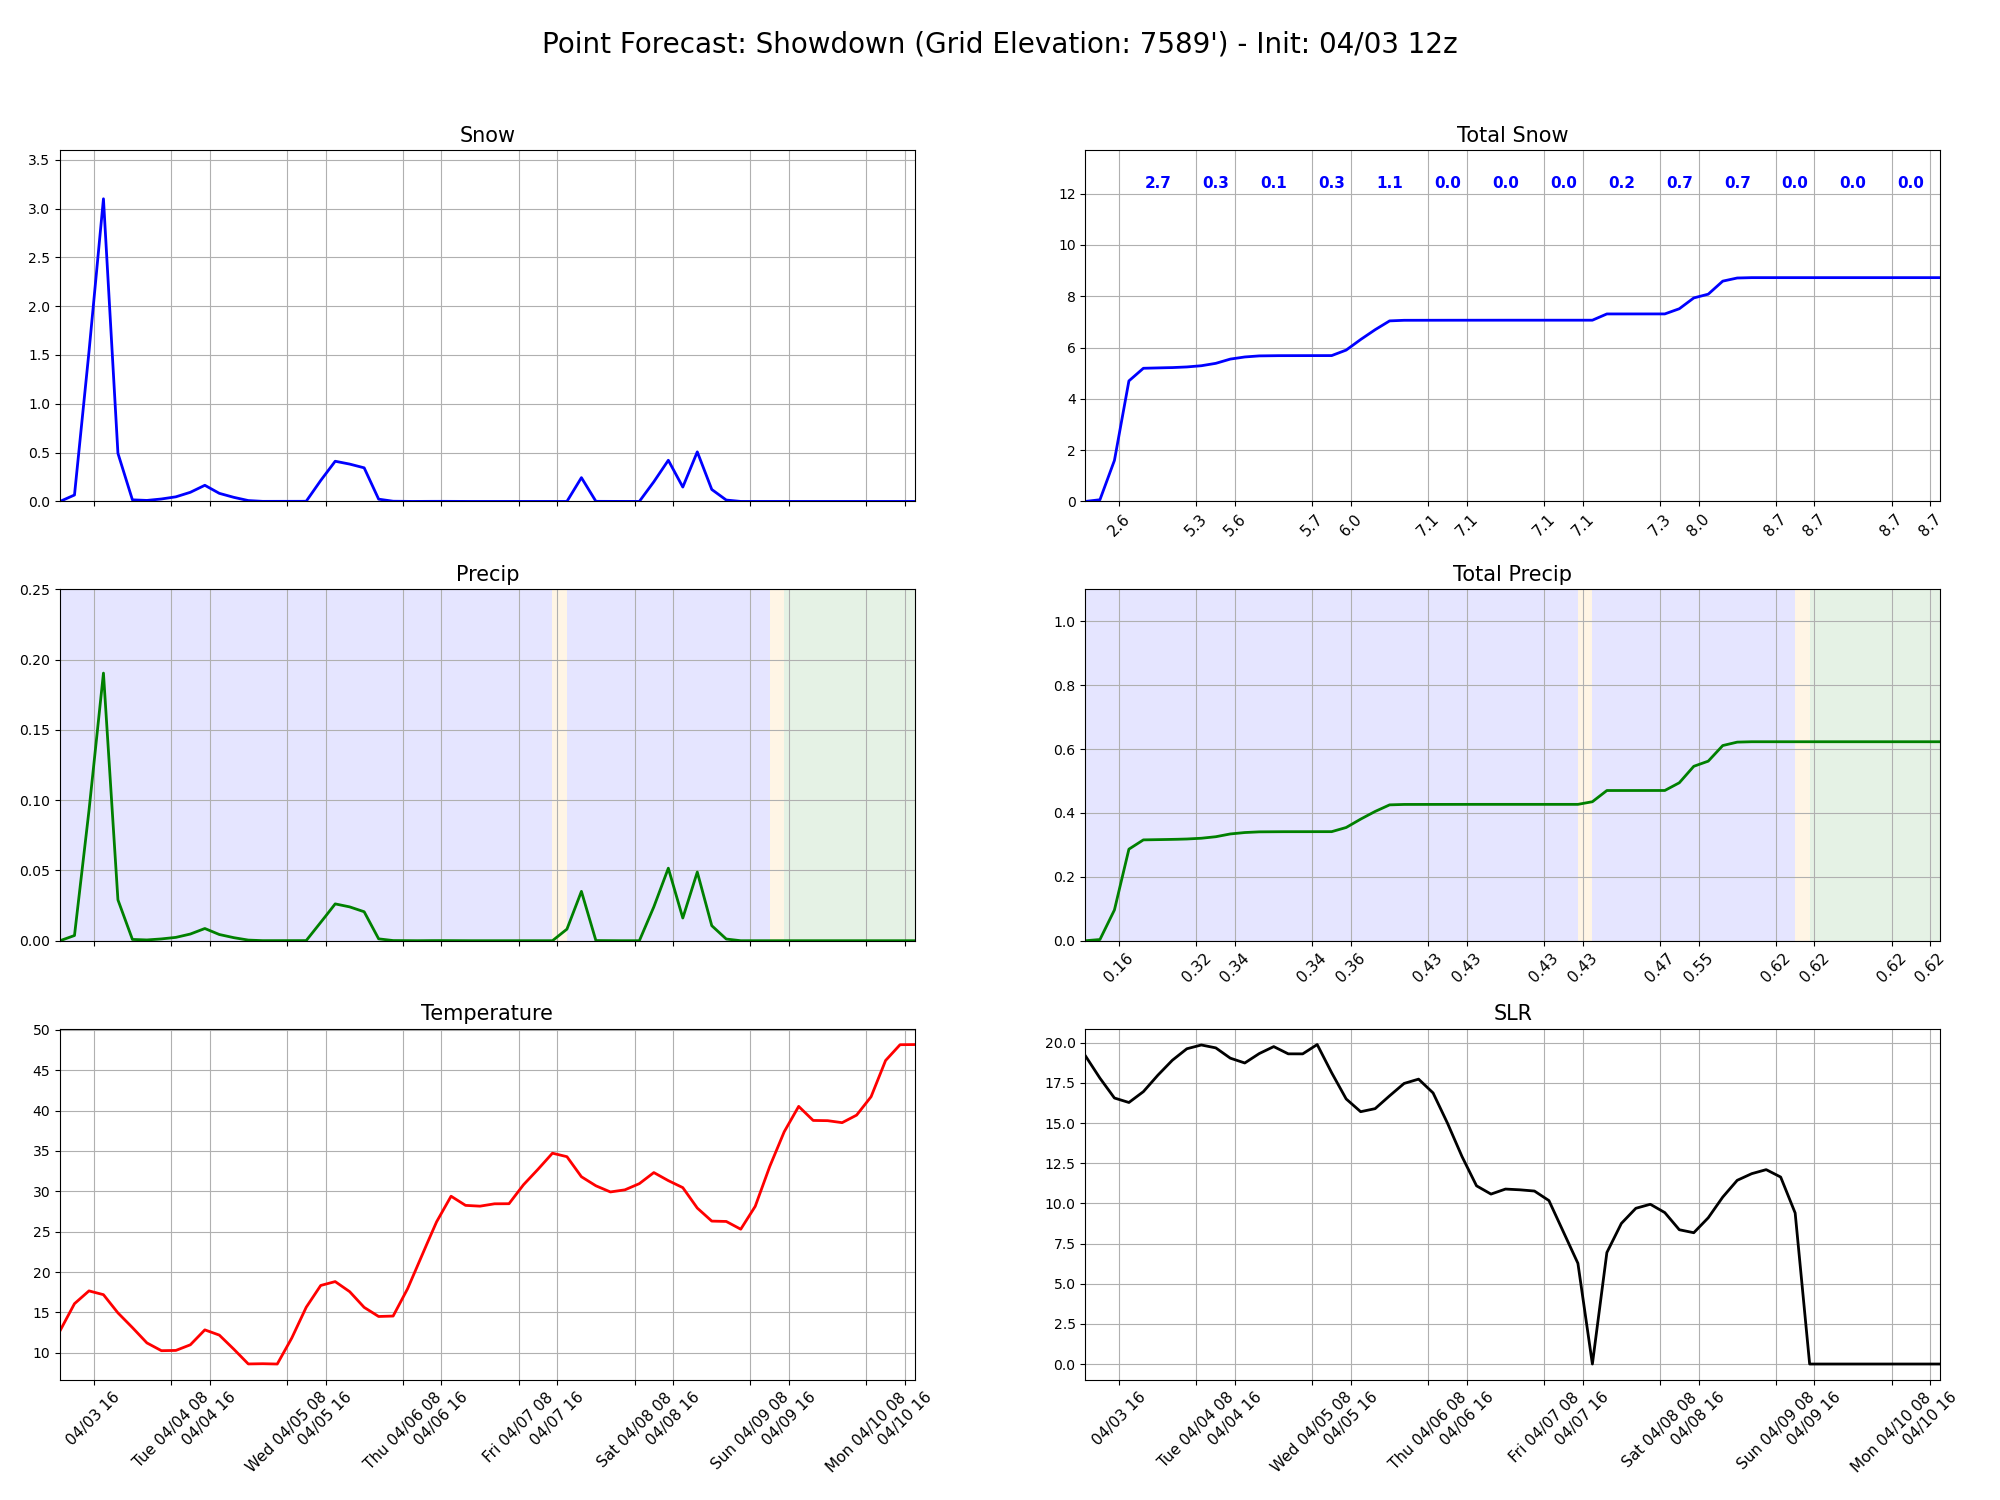 Point Forecast: Showdown (Grid Elevation: 7589') - Init: 04/03 12z
Snow
3.5
3.0
2.5
2.0
1.5
1.0
0.5
0.0
Total Snow
2.7 0.3 0.1 0.3 1.1 0.0 0.0 0.0 0.2 0.7 0.7 0.0 0.0 0.0
12
10
8
6
4
2
0
2.6 5.3 5.6 5.7 6.0 7.1 7.1 7.1 7.1 7.3 8.0 8.7 8.7 8.7 8.7
Precip
0.25
0.20
0.15
0.10
0.05
0.00
Total Precip
1.0
0.8
0.6
0.4
0.2
0.0
0.16 0.32 0.34 0.34 0.36 0.43 0.43 0.43 0.43 0.47 0.55 0.62 0.62 0.62 0.62
Temperature
50
45
40
35
30
25
20
15
10
04/03 16
Tue 04/04 08
04/04 16
Wed 04/05 08
04/05 16
Thu 04/06 08
04/06 16
Fri 04/07 08
04/07 16
Sat 04/08 08
04/08 16
Sun 04/09 08
04/09 16
Mon 04/10 08
04/10 16
SLR
20.0
17.5
15.0
12.5
10.0
7.5
5.0
2.5
0.0
04/03 16
Tue 04/04 08
04/04 16
Wed 04/05 08
04/05 16
Thu 04/06 08
04/06 16
Fri 04/07 08
04/07 16
Sat 04/08 08
04/08 16
Sun 04/09 08
04/09 16
Mon 04/10 08
04/10 16